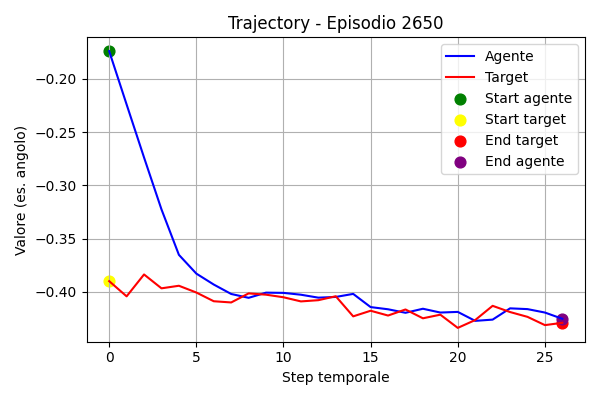 Trajectory - Episodio 2650
Valore (es. angolo)
−0.20
−0.25
−0.30
−0.35
−0.40
Agente
Target
Start agente
Start target
End target
End agente
0 5 10 15 20 25
Step temporale